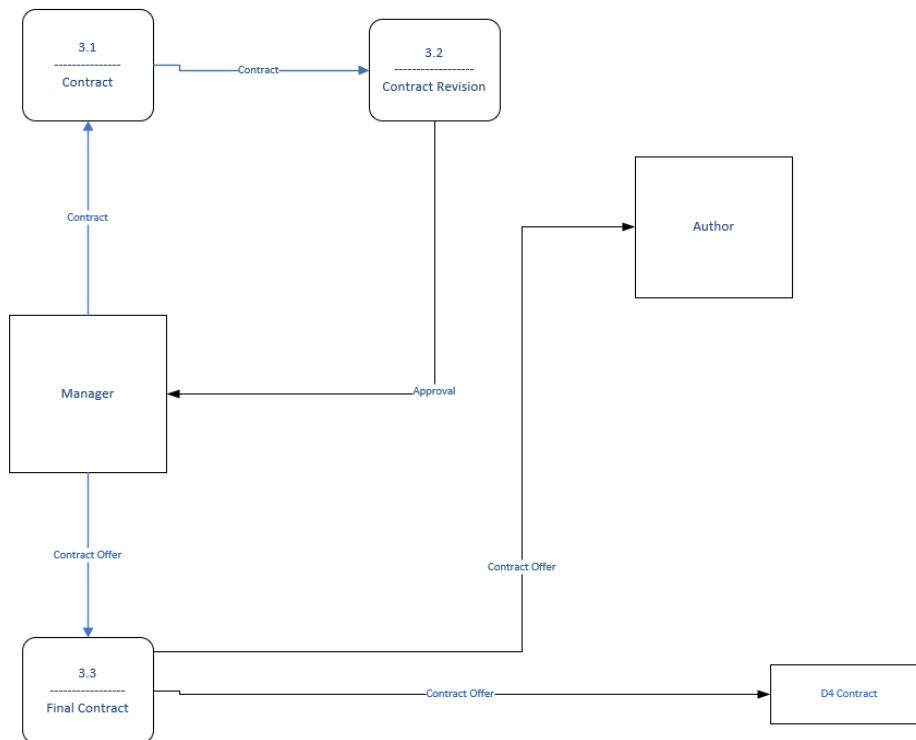 3.1
---------------
Contract
Contract
3.2
------------------
Contract Revision
Contract
Author
Manager
Approval
Contract Offer
Contract Offer
3.3
-----------------
Final Contract
Contract Offer
D4 Contract